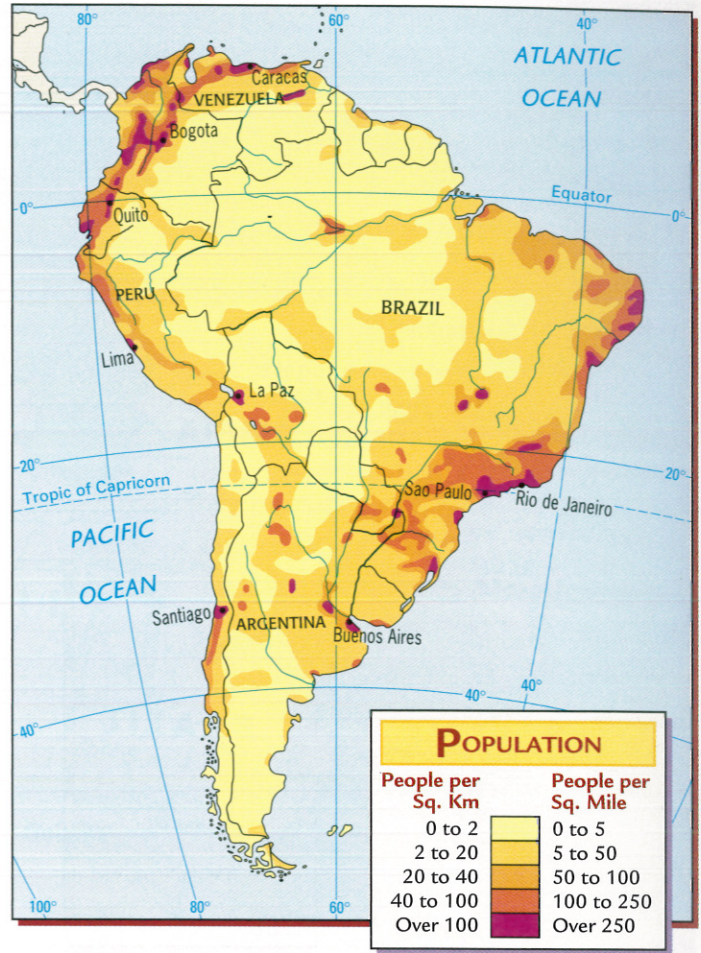 80°
60°
40°
ATLANTIC
OCEAN
Caracas
VENEZUELA
Bogota
Equator
0°
0°
Quito
PERU
BRAZIL
Lima
La Paz
20°
20°
Tropic of Capricorn
Sao Paulo
Rio de Janeiro
PACIFIC
OCEAN
Santiago
ARGENTINA
Buenos Aires
40°
40°
40°
POPULATION
People per People per
Sq. Km Sq. Mile
0 to 2 0 to 5
2 to 20 5 to 50
20 to 40 50 to 100
40 to 100 100 to 250
Over 100 Over 250
100°
80°
60°